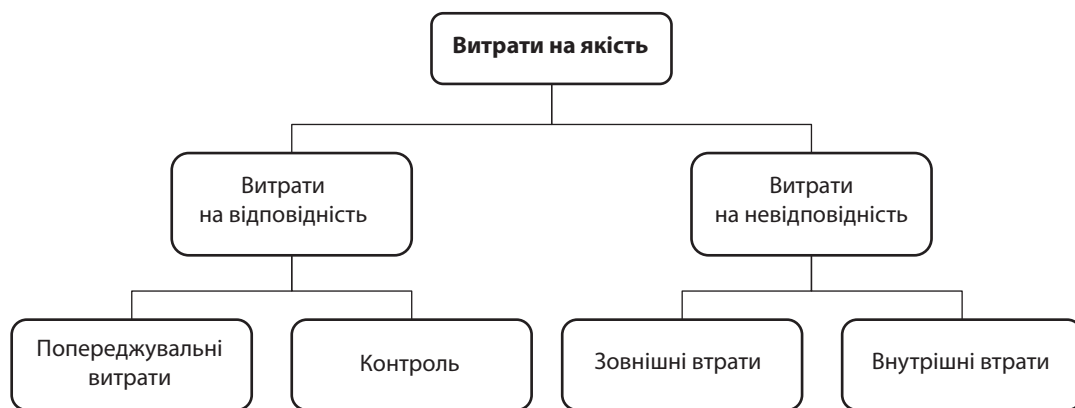 Витрати на якість
Витрати
на відповідність
Витрати
на невідповідність
Попереджувальні
витрати
Контроль
Зовнішні втрати
Внутрішні втрати